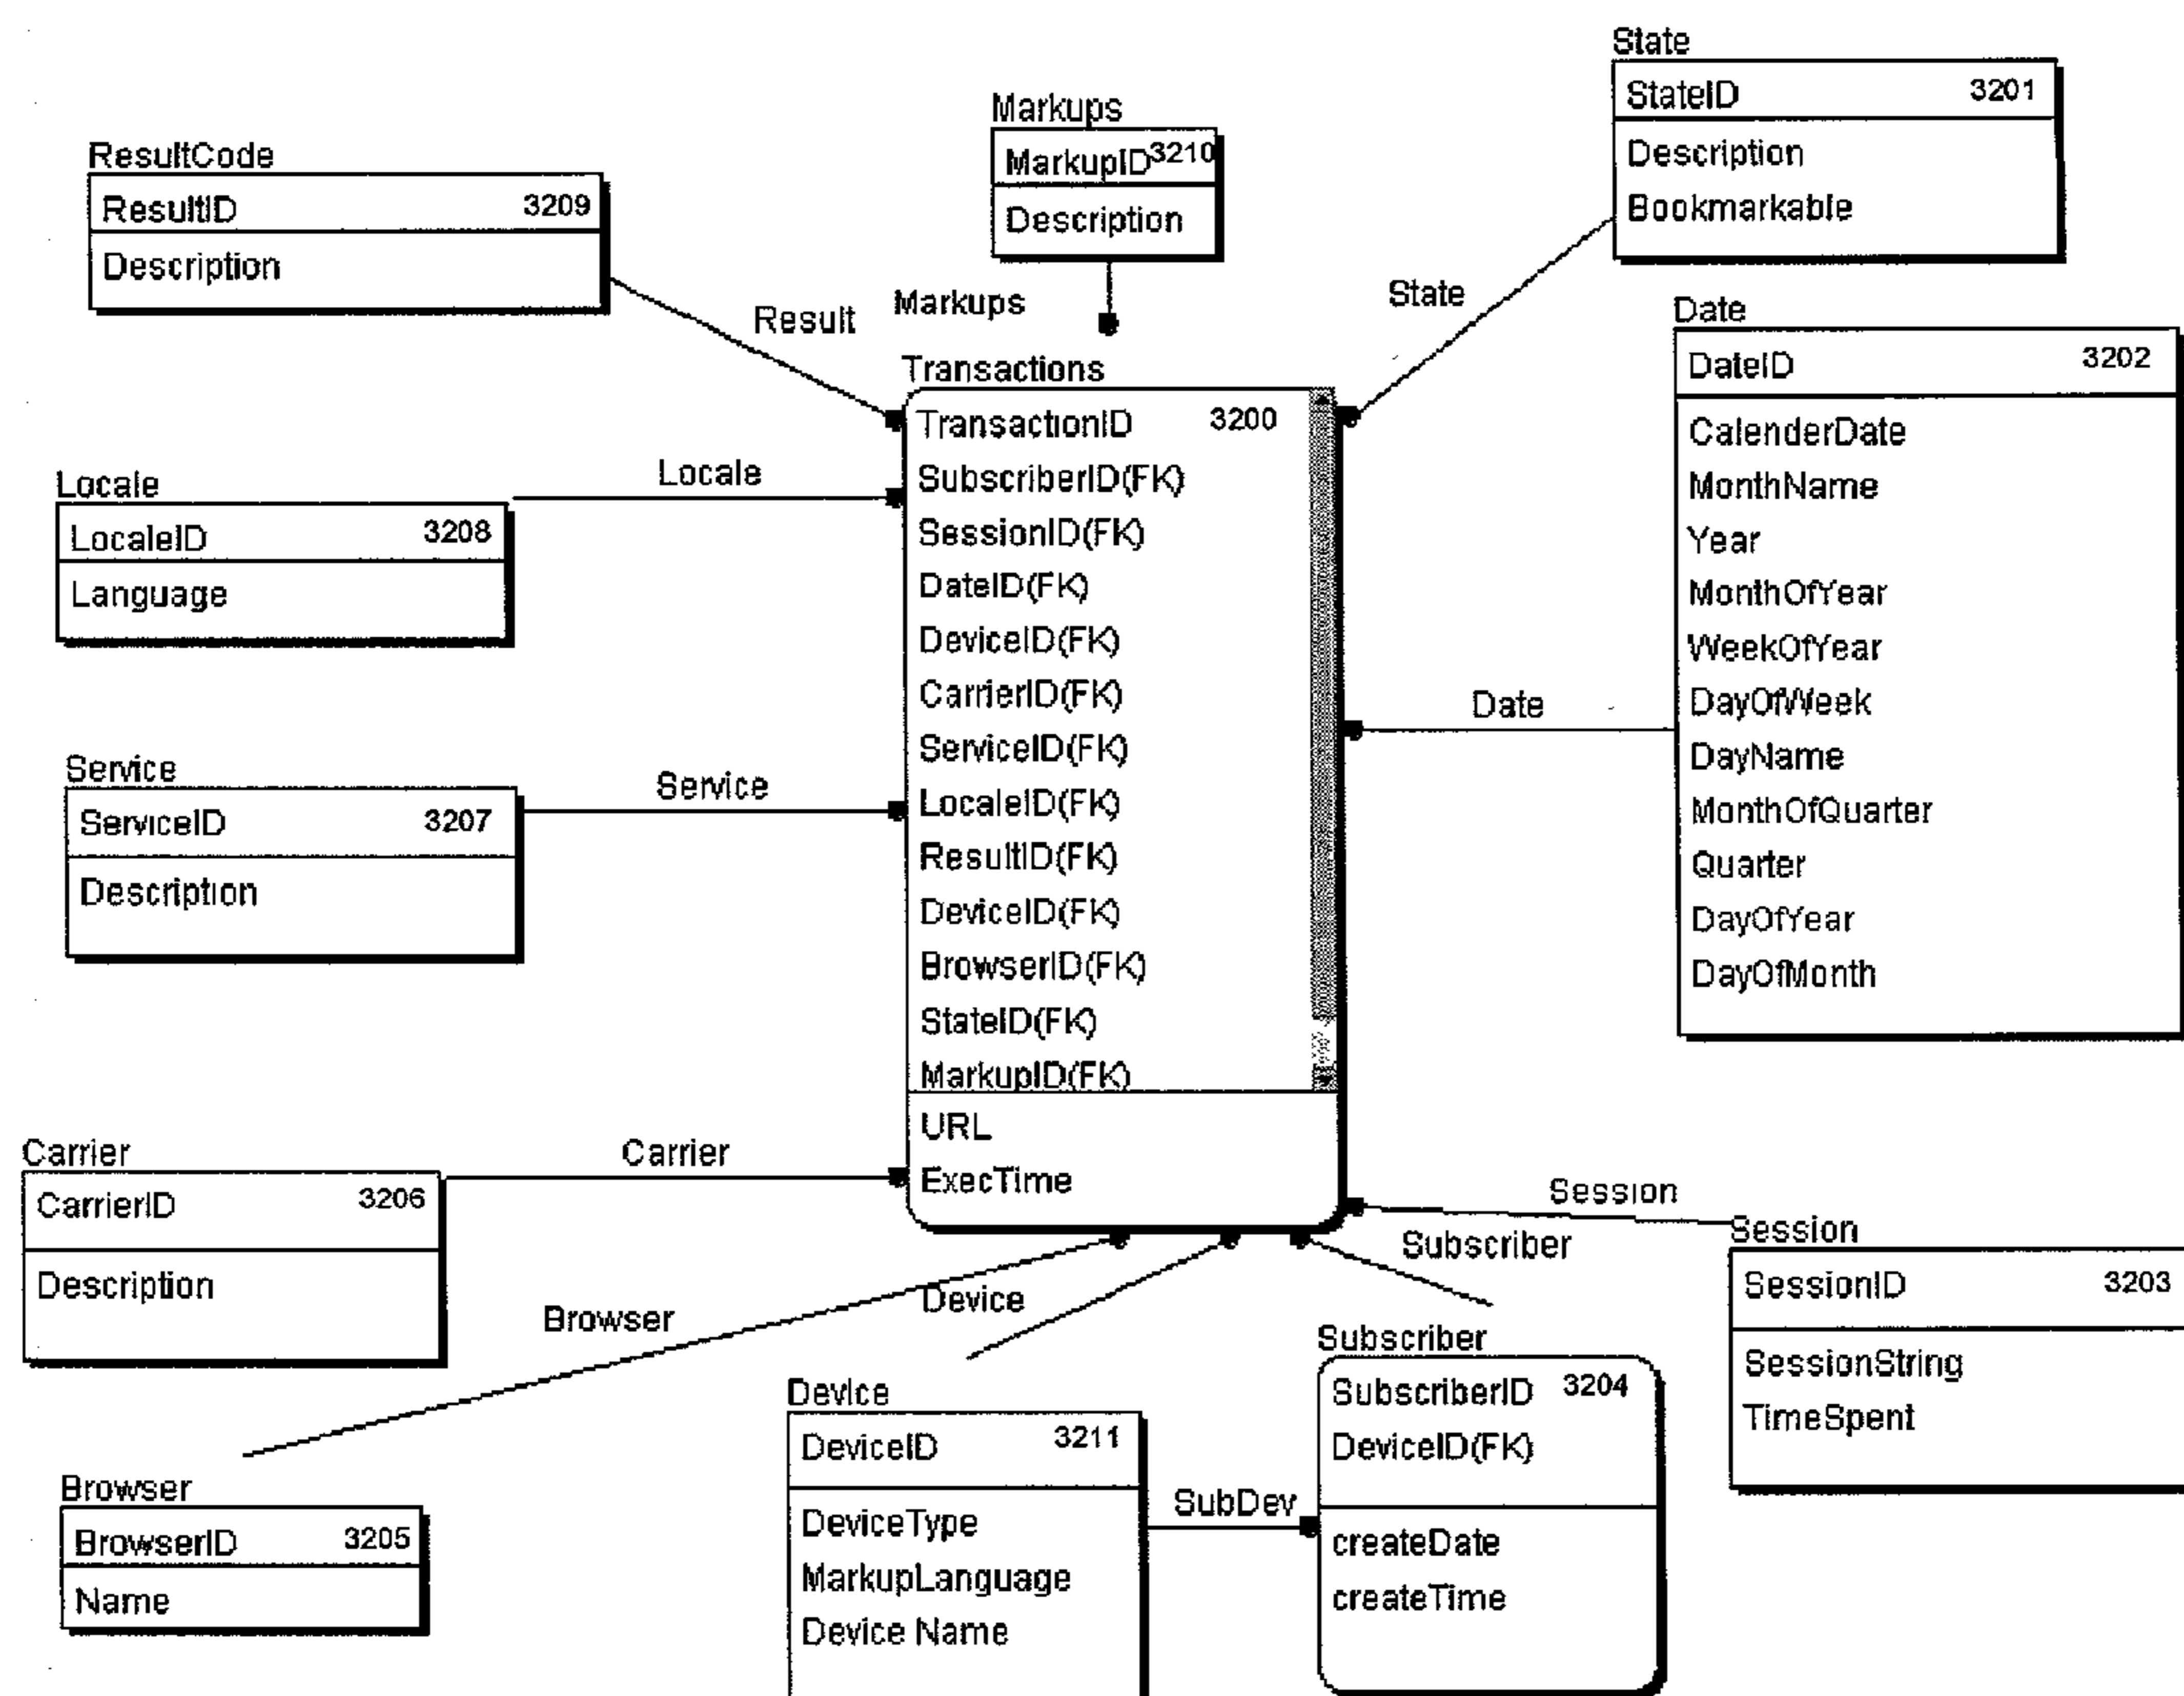 State
StateID 3201
Description
Bookmarkable
Markups
MarkupID 3210
Description
ResultCode
ResultID 3209
Description
Result
Markups
State
Date
DateID 3202
CalenderDate
MonthName
Year
MonthOfYear
WeekOfYear
DayOfWeek
DayName
MonthOfQuarter
Quarter
DayOfYear
DayOfMonth
Transactions
TransactionID 3200
SubscriberID(FK)
SessionID(FK)
DateID(FK)
DeviceID(FK)
CarrierID(FK)
ServiceID(FK)
LocaleID(FK)
ResultID(FK)
DeviceID(FK)
BrowserID(FK)
StateID(FK)
MarkupID(FK)
URL
ExecTime
Locale
Locale
LocaleID 3208
Language
Date
Service
Service
ServiceID 3207
Description
Carrier
Carrier
CarrierID 3206
Description
Session
Session
SessionID 3203
SessionString
TimeSpent
Subscriber
Device
Browser
Subscriber
SubscriberID 3204
DeviceID(FK)
createDate
createTime
Device
DeviceID 3211
DeviceType
MarkupLanguage
Device Name
SubDev
Browser
BrowserID 3205
Name